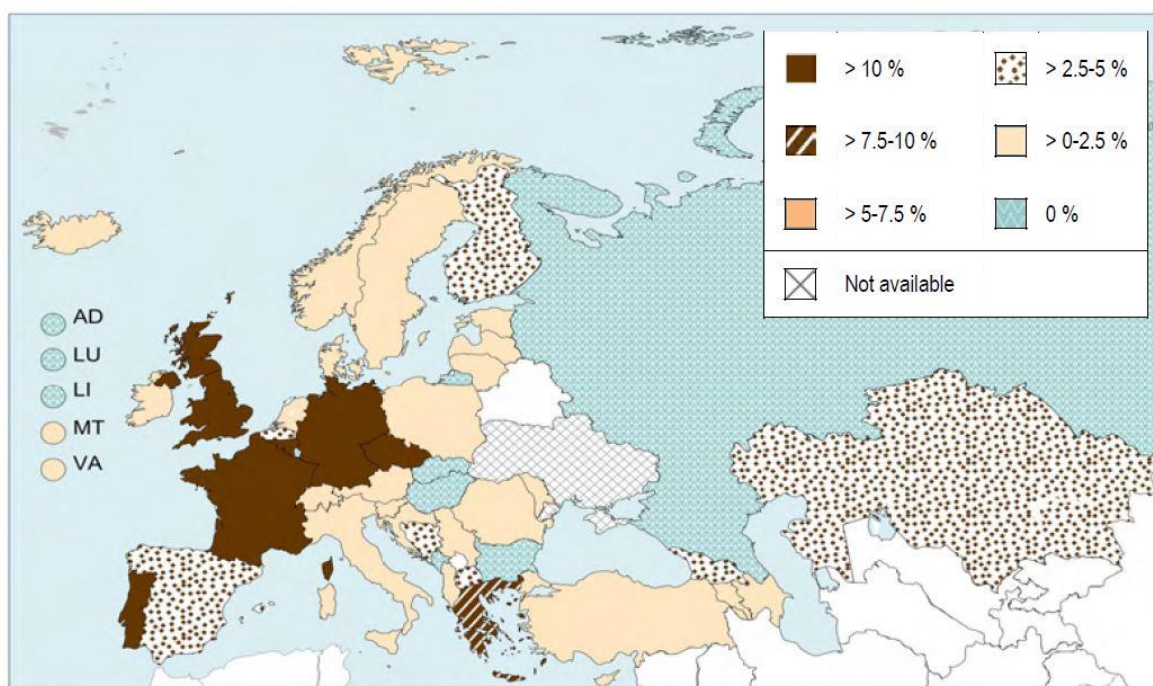 > 10 %
> 2.5-5 %
> 7.5-10 %
> 0-2.5 %
> 5-7.5 %
0 %
Not available
AD
LU
LI
MT
VA